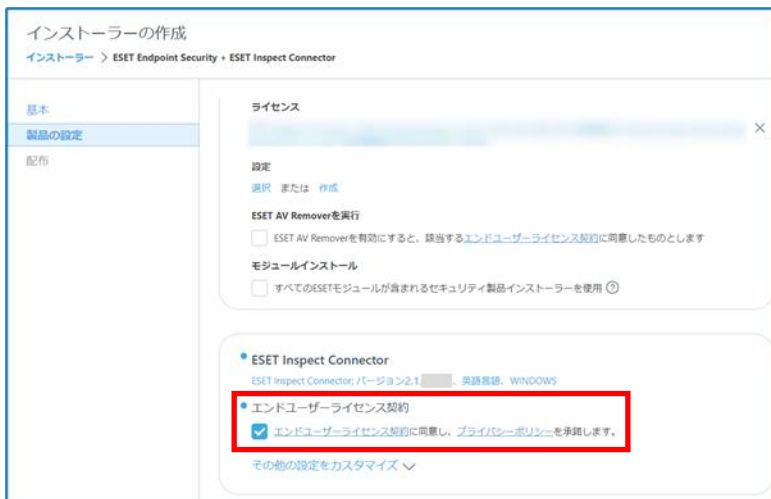 インストーラーの作成
インストーラー > ESET Endpoint Security + ESET Inspect Connector
基本
製品の設定
配布
ライセンス
設定
選択 または 作成
ESET AV Removerを実行
ESET AV Removerを有効にすると、該当するエンドユーザーライセンス契約に同意したものとします
モジュールインストール
すべてのESETモジュールが含まれるセキュリティ製品インストーラーを使用
ESET Inspect Connector
ESET Inspect Connector; バージョン2.1. 、英語言語、WINDOWS
エンドユーザーライセンス契約
エンドユーザーライセンス契約に同意し、プライバシーポリシーを承諾します。
その他の設定をカスタマイズ